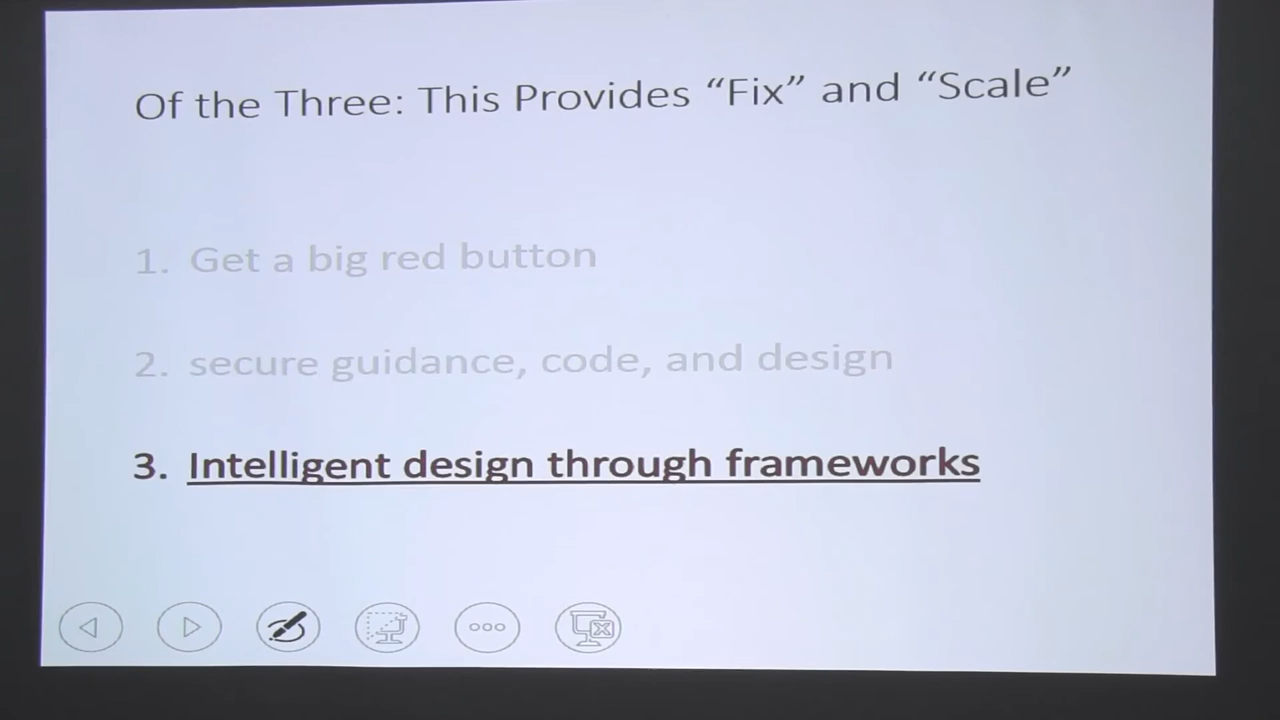 Of the Three: This Provides “Fix” and “Scale”
1. Get a big red button
2. secure guidance, code, and design
3. Intelligent design through frameworks